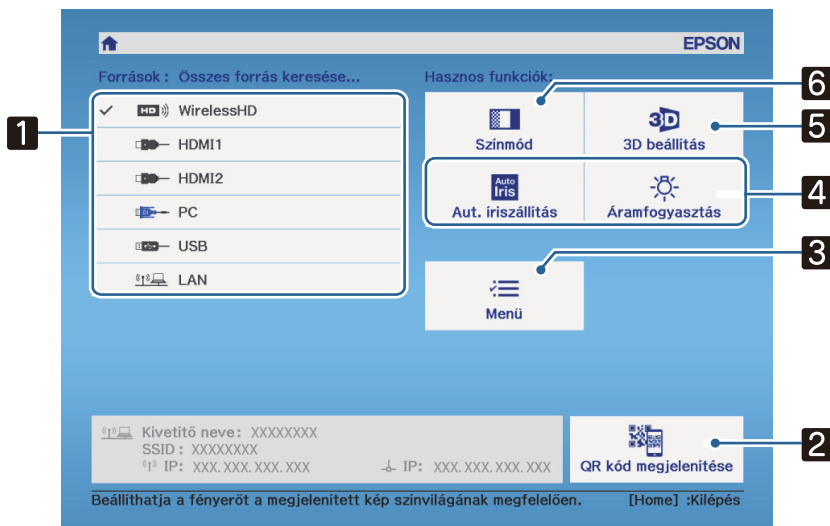 EPSON
Források : Összes forrás keresése...
Hasznos funkciók:
WirelessHD
HDMI1
HDMI2
PC
USB
LAN
Színmód
3D
3D beállítás
Auto
Iris
Aut. íriszállítás
Áramfogyasztás
Menü
Kivetítő neve: XXXXXXXX
SSID : XXXXXXXX
IP: XXX. XXX. XXX. XXX
IP: XXX. XXX. XXX. XXX
QR kód megjelenítése
Beállíthatja a fényerőt a megjelenített kép színvilágának megfelelően.
[Home] :Kilépés
HD
1
6
5
4
3
2